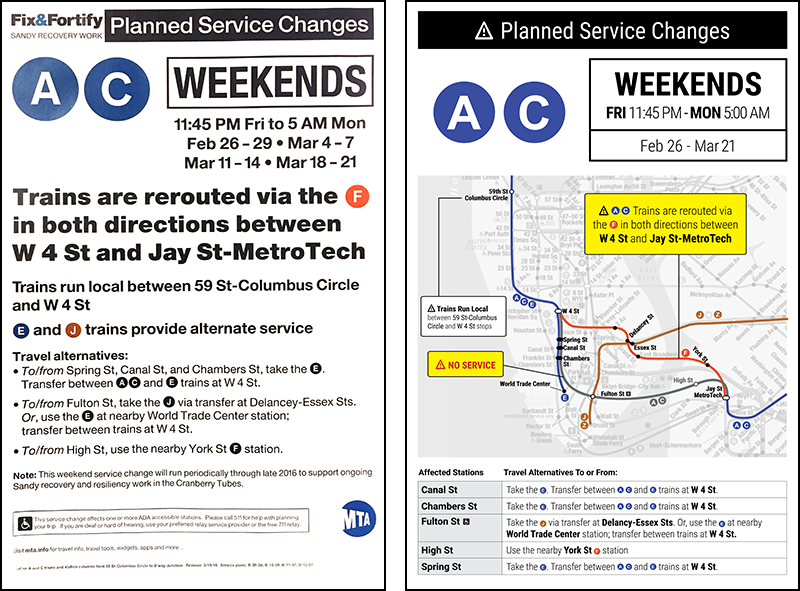 Fix&Fortify
SANDY RECOVERY WORK
Planned Service Changes
A C
WEEKENDS
11:45 PM Fri to 5 AM Mon
Feb 26 – 29 • Mar 4 – 7
Mar 11 – 14 • Mar 18 – 21
Trains are rerouted via the F
in both directions between
W 4 St and Jay St-MetroTech
Trains run local between 59 St-Columbus Circle
and W 4 St
E and J trains provide alternate service
Travel alternatives:
• To/from Spring St, Canal St, and Chambers St, take the E.
Transfer between A C and E trains at W 4 St.
• To/from Fulton St, take the J via transfer at Delancey-Essex Sts.
Or, use the E at nearby World Trade Center station;
transfer between trains at W 4 St.
• To/from High St, use the nearby York St F station.
Note: This weekend service change will run periodically through late 2016 to support ongoing
Sandy recovery and resiliency work in the Cranberry Tubes.
This service change affects one or more ADA accessible stations. Please call 511 for help with planning
your trip. If you are deaf or hard of hearing, use your preferred relay service provider or the free 711 relay.
MTA
Visit mta.info for travel info, travel tools, widgets, apps and more...
Planned Service Changes
A C
WEEKENDS
FRI 11:45 PM - MON 5:00 AM
Feb 26 - Mar 21
59th St
Columbus Circle
A C Trains are rerouted via
the F in both directions between
W 4 St and Jay St-MetroTech
A C E
Trains Run Local
between 59 St-Columbus
Circle and W 4 St stops
W 4 St
J Z
Delancey St
Essex St
Spring St
Canal St
Chambers
St
NO SERVICE
F
York St
World Trade Center
E
High St
Jay St
MetroTech
Fulton St
A C
J
Z
A C
Affected Stations
Travel Alternatives To or From:
Canal St
Take the E. Transfer between A C and E trains at W 4 St.
Chambers St
Take the E. Transfer between A C and E trains at W 4 St.
Fulton St
Take the J via transfer at Delancy-Essex Sts. Or, use the E at nearby
World Trade Center station; transfer between trains at W 4 St.
High St
Use the nearby York St F station
Spring St
Take the E. Transfer between A C and E trains at W 4 St.